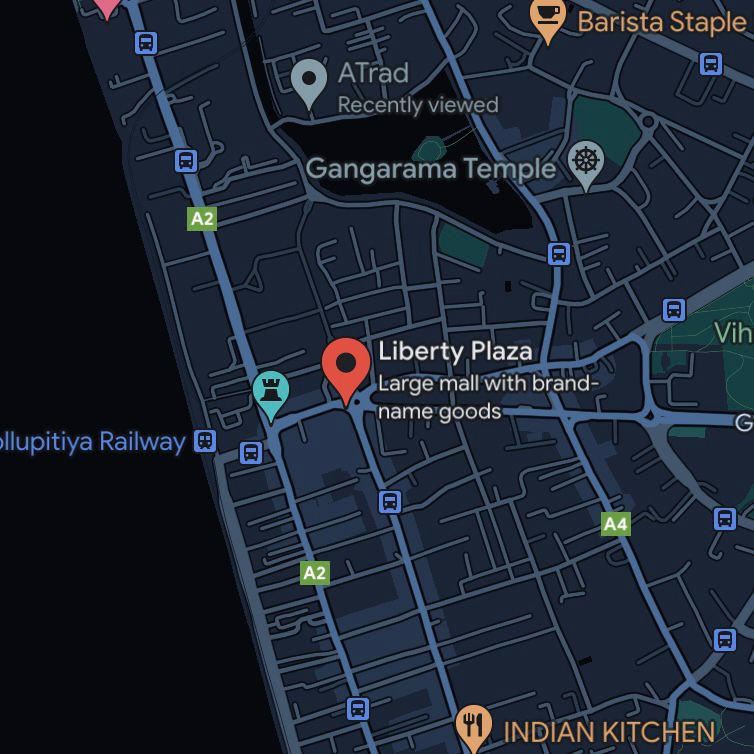 Barista Staple
ATrad
Recently viewed
Gangarama Temple
A2
Vih
Liberty Plaza
Large mall with brand-
name goods
ollupitiya Railway
G
A4
A2
INDIAN KITCHEN